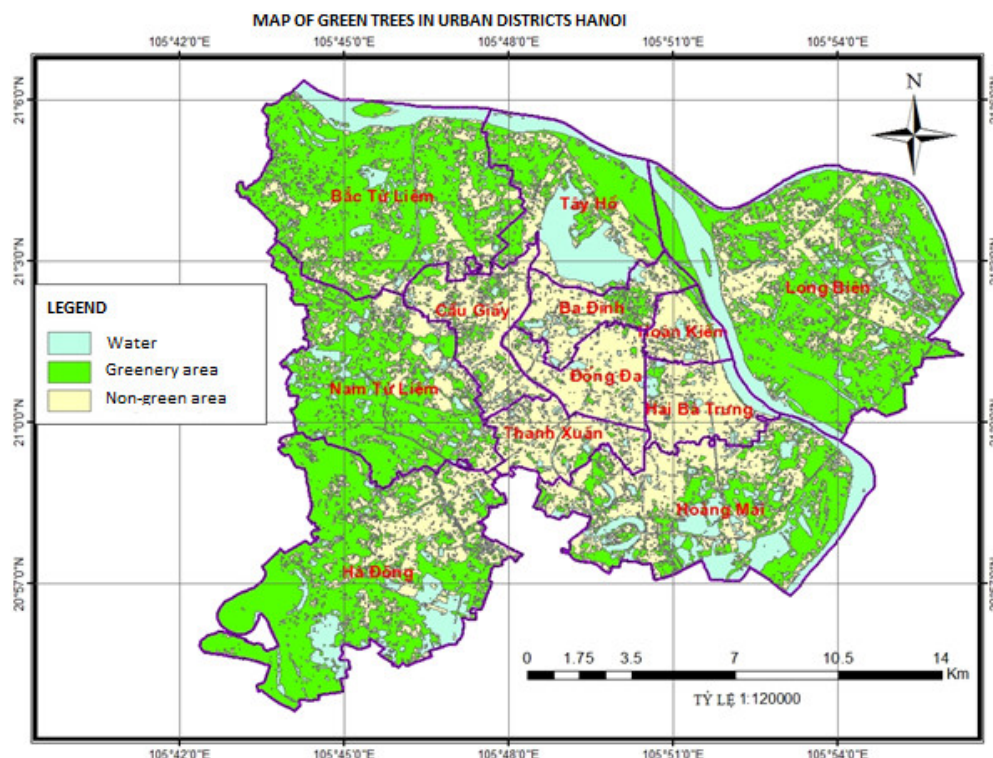 MAP OF GREEN TREES IN URBAN DISTRICTS HANOI
105°42'0"E 105°45'0"E 105°48'0"E 105°51'0"E 105°54'0"E
21°6'0"N
N
Bắc Từ Liêm
Tây Hồ
21°3'0"N
Long Biên
LEGEND
Water
Greenery area
Non-green area
Cầu Giấy
Ba Đình
Hoàn Kiến
Nam Từ Liêm
Đống Đa
Hai Bà Trưng
21°0'0"N
Thanh Xuân
Hoàng Mai
20°57'0"N
Hà Đông
0 1.75 3.5 7 10.5 14
Km
TỶ LỆ 1:120000
105°42'0"E 105°45'0"E 105°48'0"E 105°51'0"E 105°54'0"E